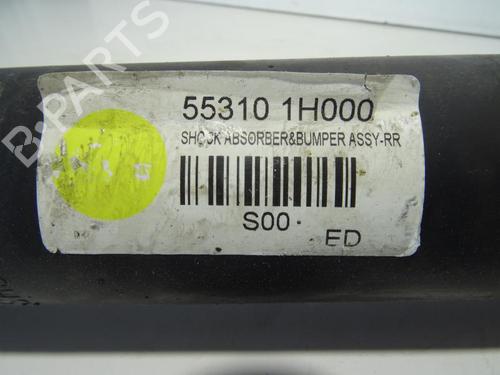 B-Parts
55310 1H000
SHOCK ABSORBER&BUMPER ASSY-RR
S00
ED